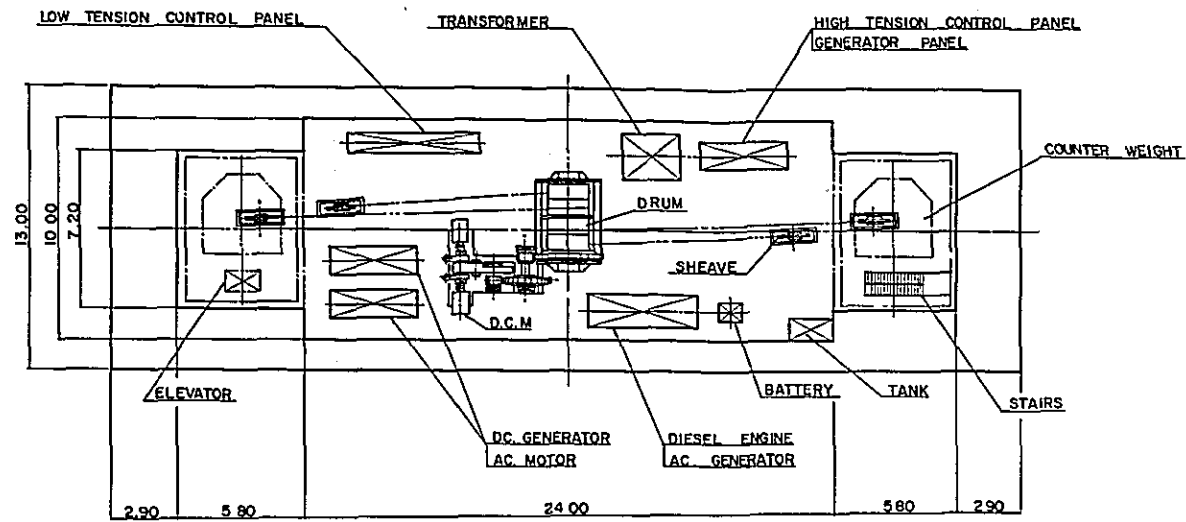 LOW TENSION CONTROL PANEL
TRANSFORMER
HIGH TENSION CONTROL PANEL
GENERATOR PANEL
COUNTER WEIGHT
13.00
10.00
7.20
DRUM
SHEAVE
D.C.M
ELEVATOR
BATTERY
TANK
STAIRS
DC. GENERATOR
AC. MOTOR
DIESEL ENGINE
AC. GENERATOR
2.90
5 80
24 00
5 80
2 90